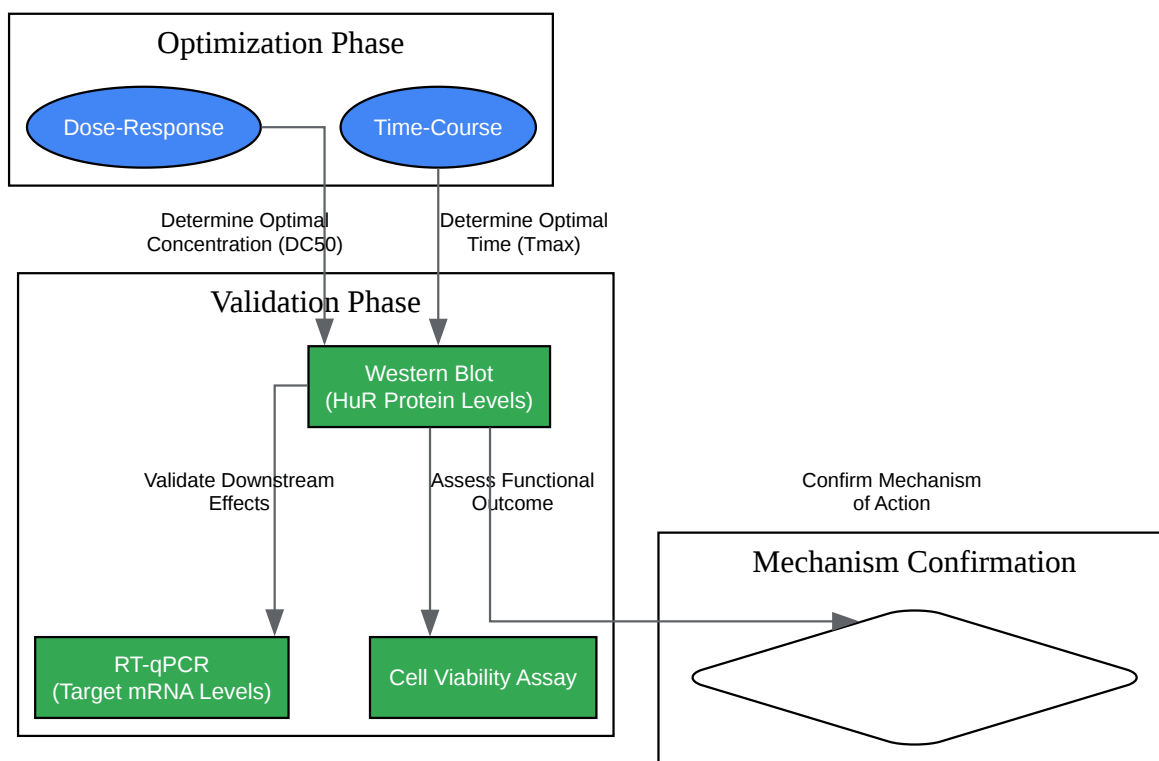 Optimization Phase
Dose-Response
Time-Course
Determine Optimal
Concentration (DC50)
Determine Optimal
Time (Tmax)
Validation Phase
Western Blot
(HuR Protein Levels)
Validate Downstream
Effects
Assess Functional
Outcome
Confirm Mechanism
of Action
Mechanism Confirmation
RT-qPCR
(Target mRNA Levels)
Cell Viability Assay